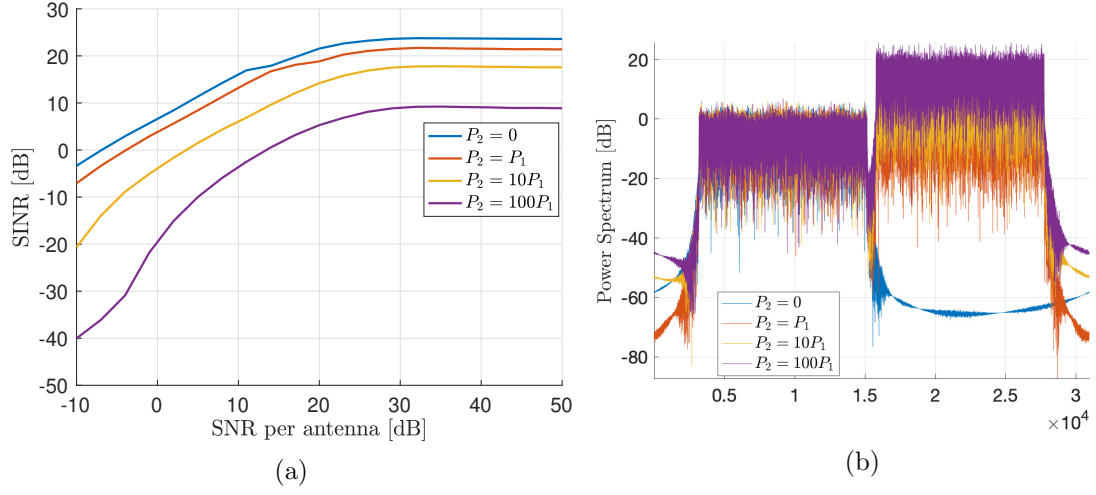 30
20
10
0
-10
-20
-30
-40
-50
-10
0
10
20
30
40
50
SINR [dB]
SNR per antenna [dB]
P₂ = 0
P₂ = P₁
P₂ = 10P₁
P₂ = 100P₁
(a)
20
0
-20
-40
-60
-80
0.5
1
1.5
2
2.5
3
×10⁴
Power Spectrum [dB]
P₂ = 0
P₂ = P₁
P₂ = 10P₁
P₂ = 100P₁
(b)